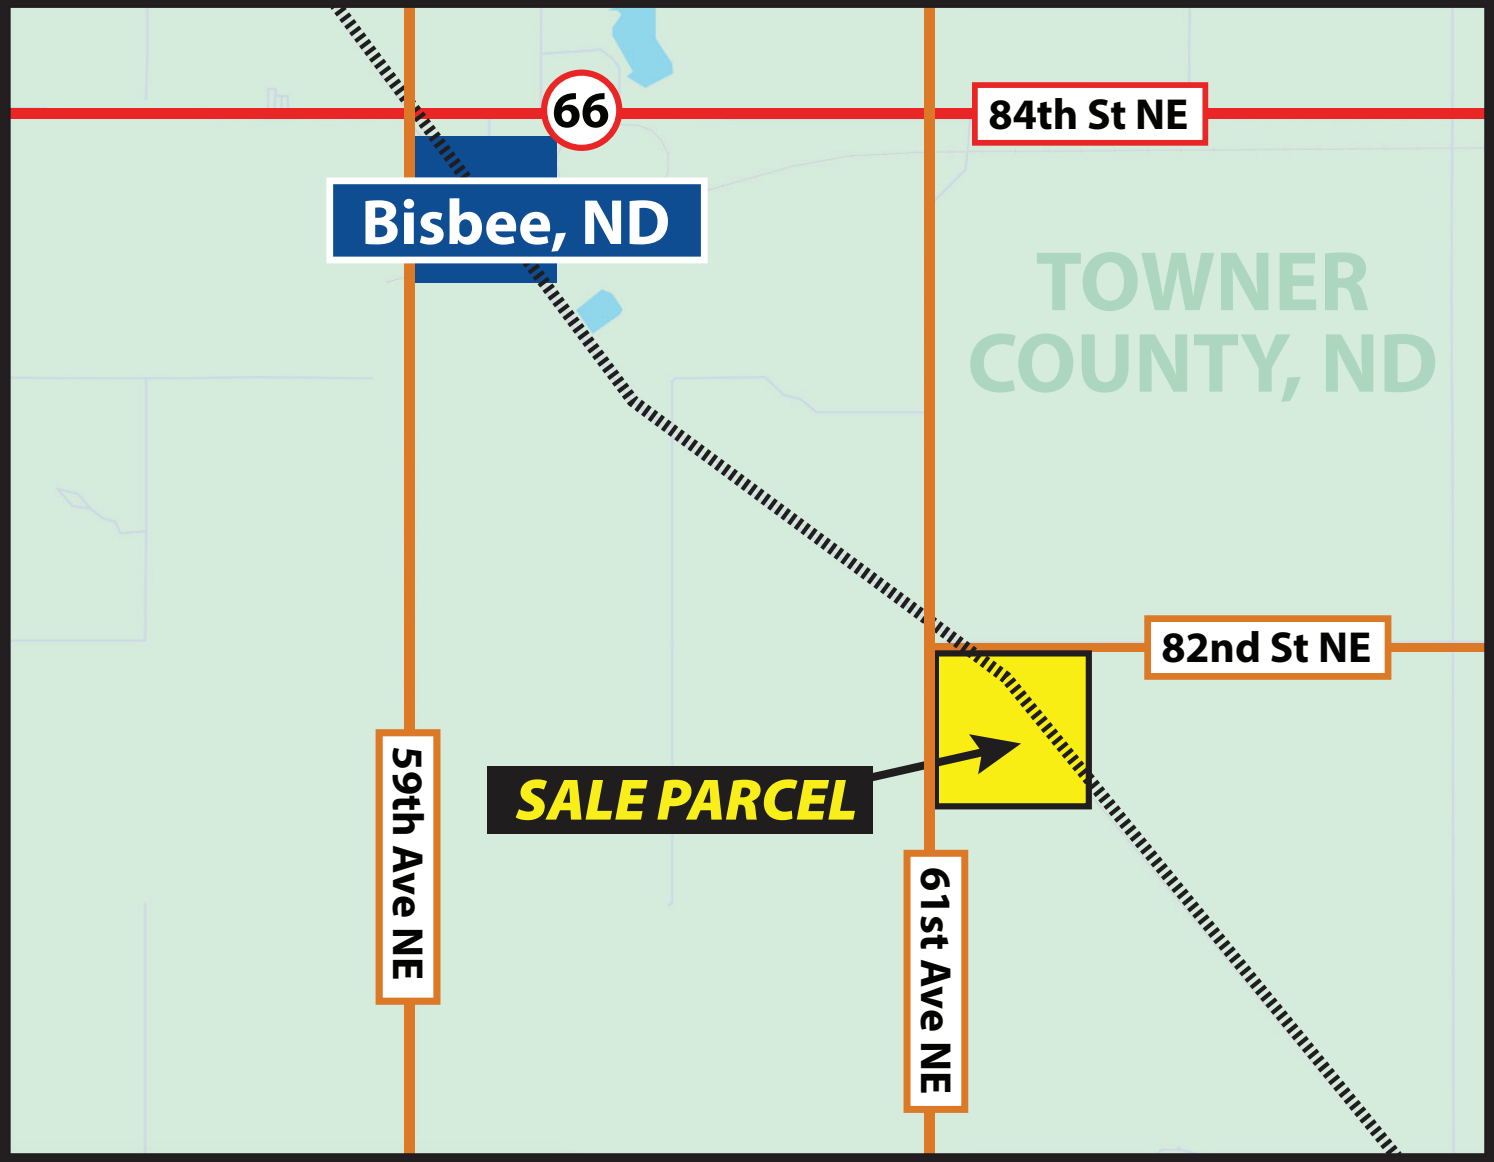 66
84th St NE
Bisbee, ND
TOWNER
COUNTY, ND
82nd St NE
SALE PARCEL
59th Ave NE
61st Ave NE